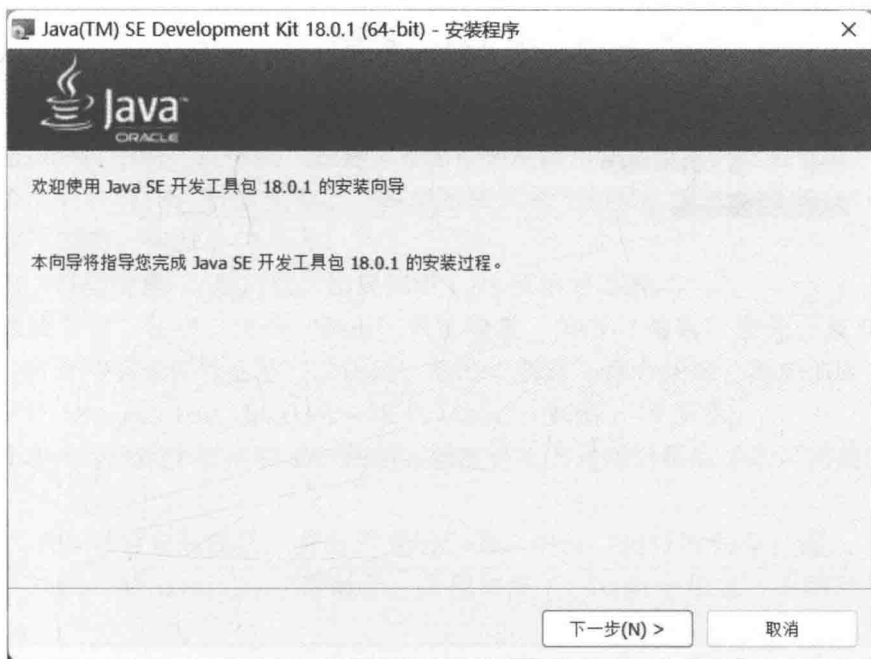 Java(TM) SE Development Kit 18.0.1 (64-bit) - 安装程序
Java
ORACLE
欢迎使用 Java SE 开发工具包 18.0.1 的安装向导
本向导将指导您完成 Java SE 开发工具包 18.0.1 的安装过程。
下一步(N) >
取消